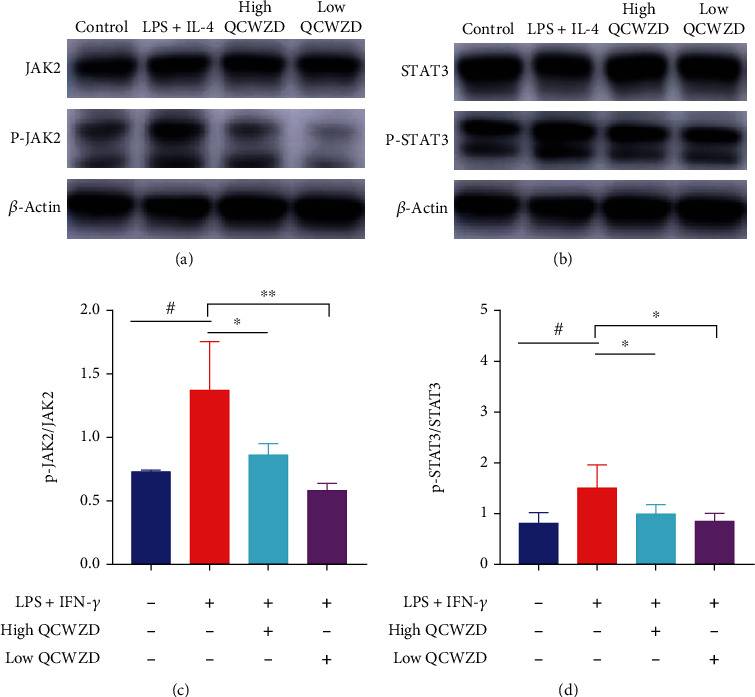 Control LPS + IL-4 High QCWZD Low QCWZD
JAK2
P-JAK2
β-Actin
(a)
Control LPS + IL-4 High QCWZD Low QCWZD
STAT3
P-STAT3
β-Actin
(b)
2.0
1.5
1.0
0.5
0.0
p-JAK2/JAK2
# * **
LPS + IFN-γ – + + +
High QCWZD – – + –
Low QCWZD – – – +
(c)
5
4
3
2
1
0
p-STAT3/STAT3
# * *
LPS + IFN-γ – + + +
High QCWZD – – + –
Low QCWZD – – – +
(d)